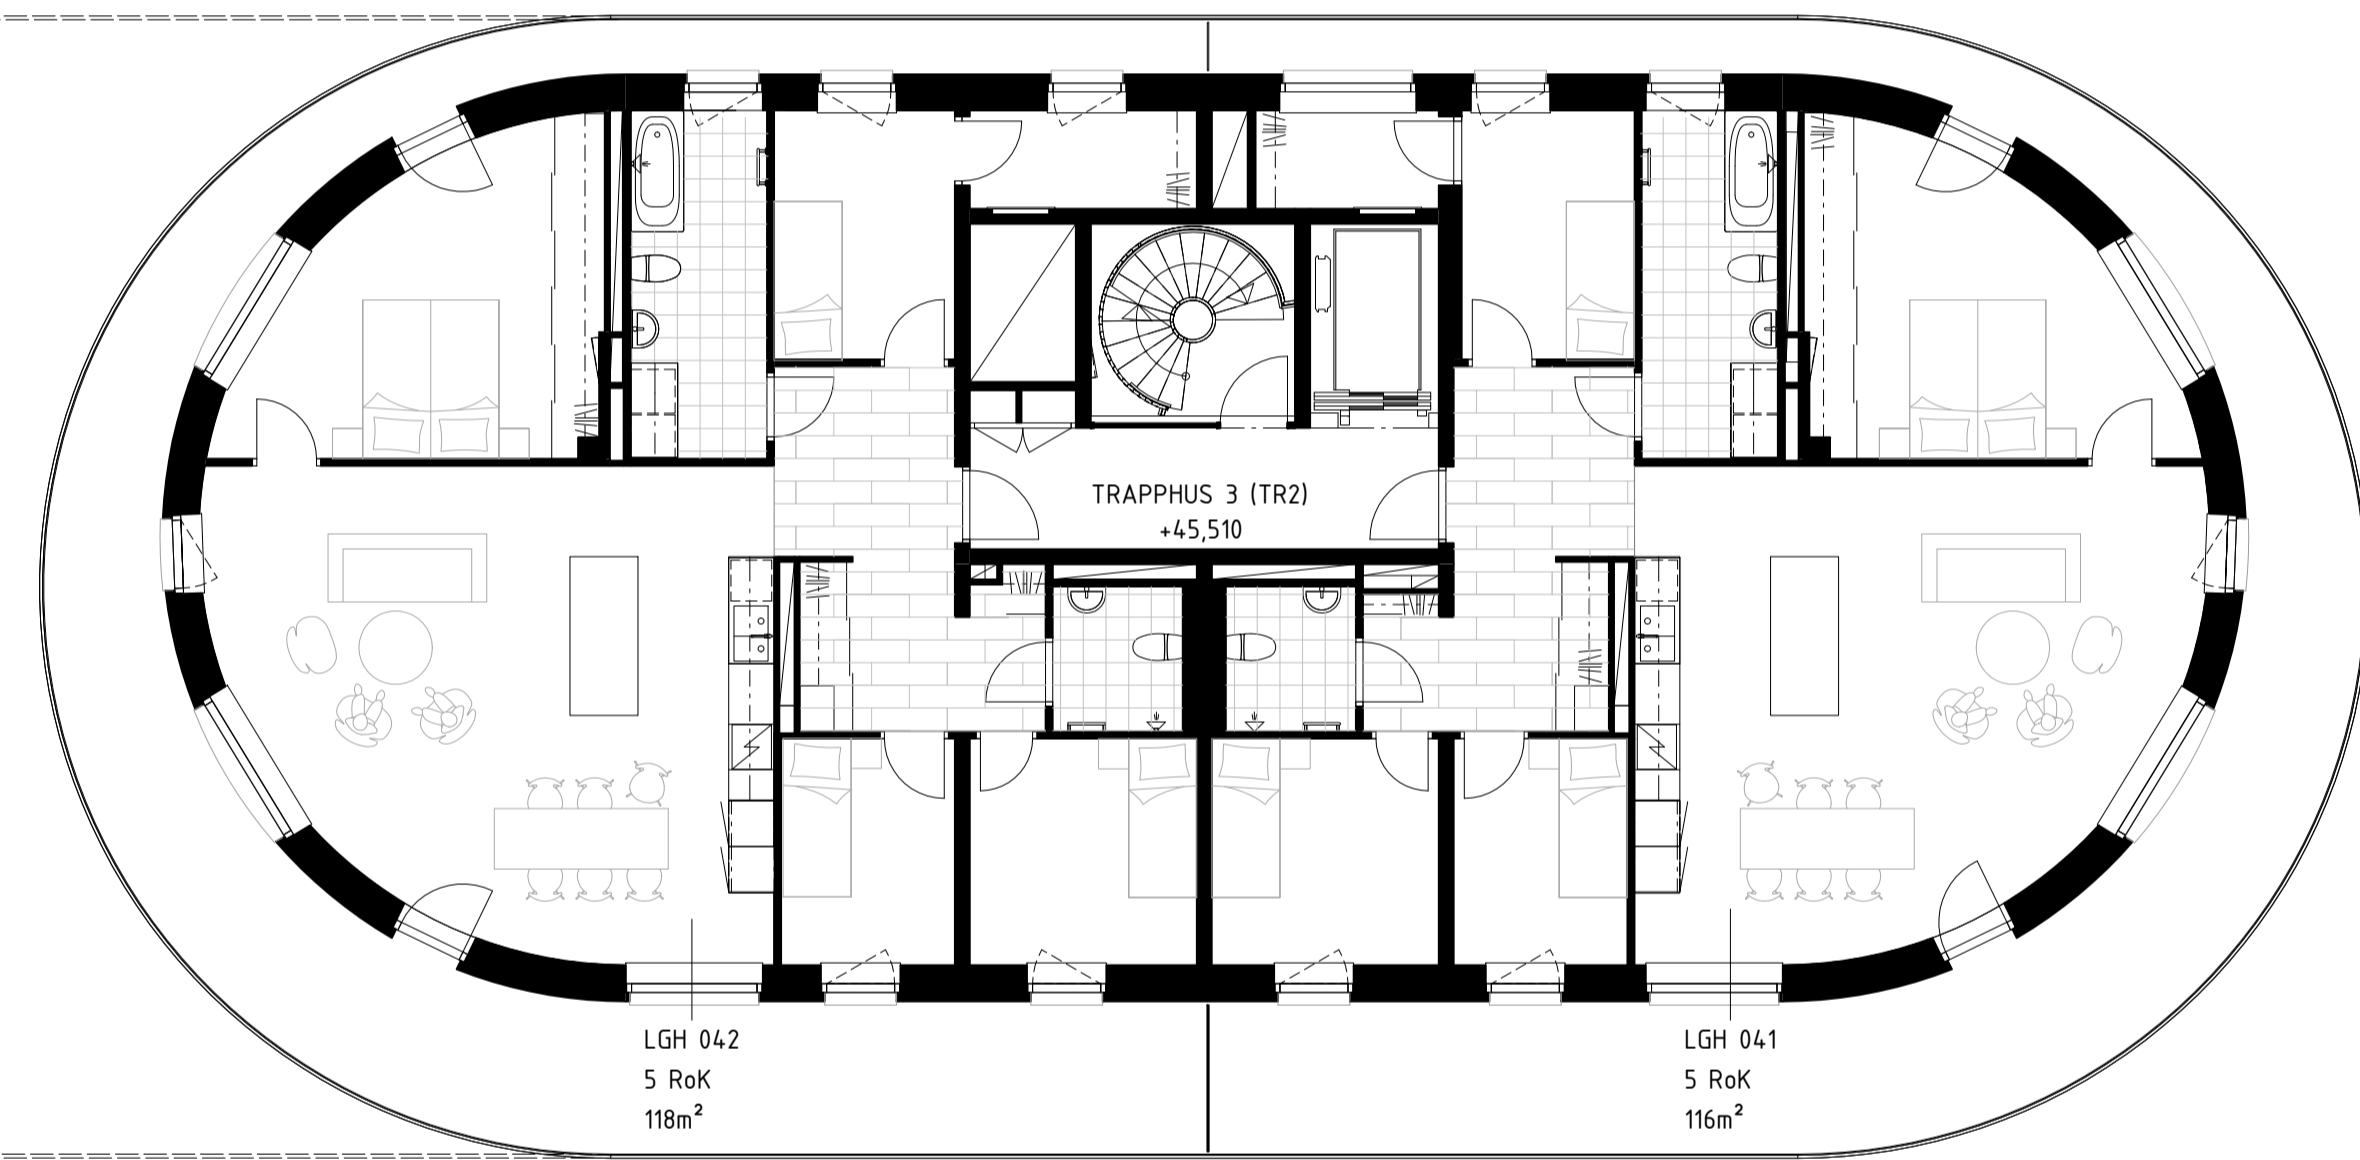 TRAPPHUS 3 (TR2)
+45,510
LGH 042
5 RoK
118m²
LGH 041
5 RoK
116m²